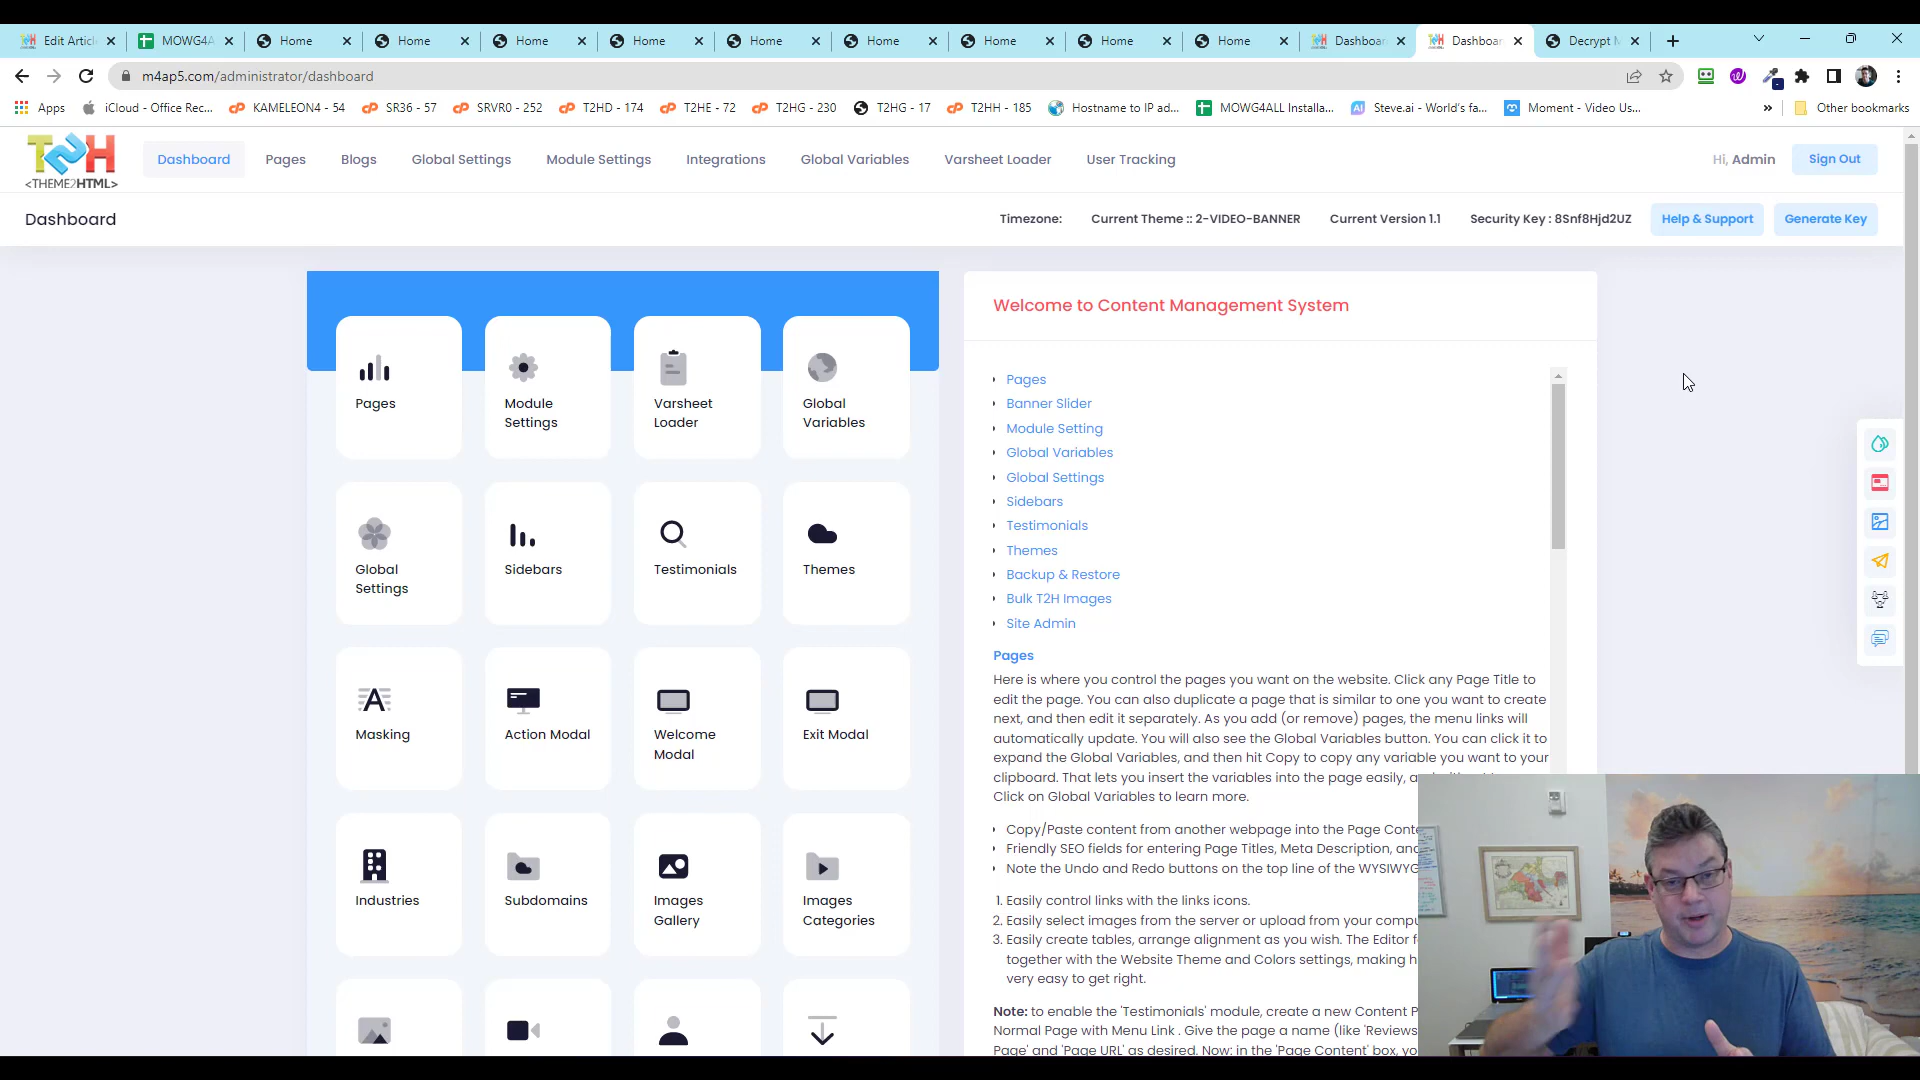 Edit Articl
MOWG4A
Home
Home
Home
Home
Home
Home
Home
Home
Home
Dashboa
Dashboa
Decrypt M
m4ap5.com/administrator/dashboard
Apps
iCloud - Office Rec...
KAMELEON4 - 54
SR36 - 57
SRVR0 - 252
T2HD - 174
T2HE - 72
T2HG - 230
T2HG - 17
T2HH - 185
Hostname to IP ad...
MOWG4ALL Installa...
Steve.ai - World's fa...
Moment - Video Us...
»
Other bookmarks
T2H
<THEME2HTML>
Dashboard
Pages
Blogs
Global Settings
Module Settings
Integrations
Global Variables
Varsheet Loader
User Tracking
Hi, Admin
Sign Out
Dashboard
Timezone:
Current Theme :: 2-VIDEO-BANNER
Current Version 1.1
Security Key : 8Snf8Hjd2UZ
Help & Support
Generate Key
Pages
Module
Settings
Varsheet
Loader
Global
Variables
Global
Settings
Sidebars
Testimonials
Themes
Masking
Action Modal
Welcome
Modal
Exit Modal
Industries
Subdomains
Images
Gallery
Images
Categories
Welcome to Content Management System
Pages
Banner Slider
Module Setting
Global Variables
Global Settings
Sidebars
Testimonials
Themes
Backup & Restore
Bulk T2H Images
Site Admin
Pages
Here is where you control the pages you want on the website. Click any Page Title to
edit the page. You can also duplicate a page that is similar to one you want to create
next, and then edit it separately. As you add (or remove) pages, the menu links will
automatically update. You will also see the Global Variables button. You can click it to
expand the Global Variables, and then hit Copy to copy any variable you want to your
clipboard. That lets you insert the variables into the page easily,
Click on Global Variables to learn more.
Copy/Paste content from another webpage into the Page Conte
Friendly SEO fields for entering Page Titles, Meta Description, an
Note the Undo and Redo buttons on the top line of the WYSIWYG
1. Easily control links with the links icons.
2. Easily select images from the server or upload from your compu
3. Easily create tables, arrange alignment as you wish. The Editor f
together with the Website Theme and Colors settings, making h
very easy to get right.
Note: to enable the 'Testimonials' module, create a new Content P
Normal Page with Menu Link . Give the page a name (like 'Reviews
Page' and 'Page URL' as desired. Now: in the 'Page Content' box, yo